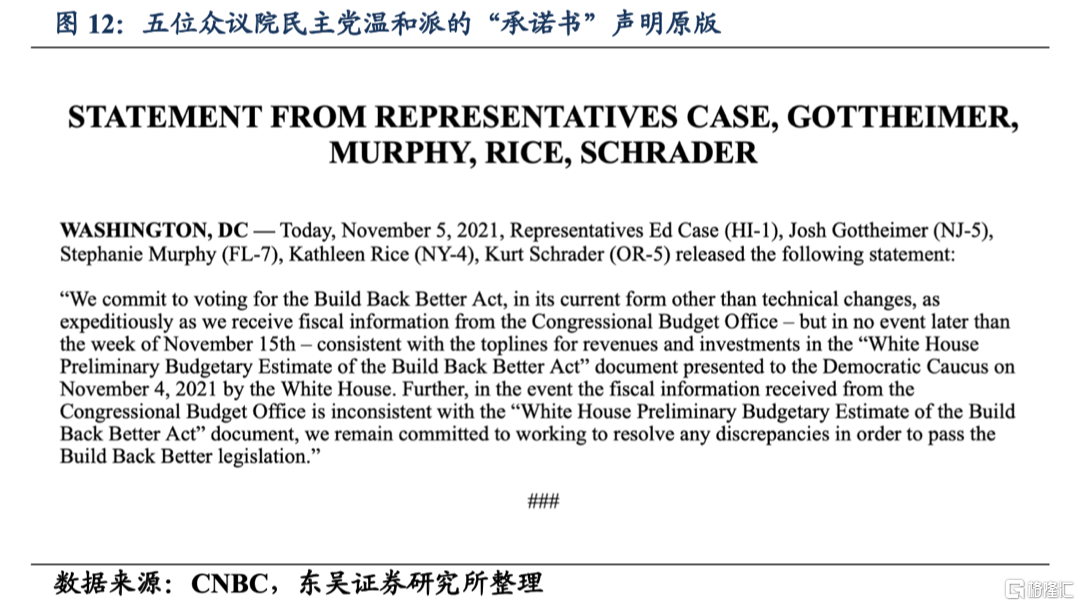 图 12：五位众议院民主党温和派的“承诺书”声明原版
STATEMENT FROM REPRESENTATIVES CASE, GOTTHEIMER,
MURPHY, RICE, SCHRADER
WASHINGTON, DC — Today, November 5, 2021, Representatives Ed Case (HI-1), Josh Gottheimer (NJ-5),
Stephanie Murphy (FL-7), Kathleen Rice (NY-4), Kurt Schrader (OR-5) released the following statement:
“We commit to voting for the Build Back Better Act, in its current form other than technical changes, as
expeditiously as we receive fiscal information from the Congressional Budget Office – but in no event later than
the week of November 15th – consistent with the toplines for revenues and investments in the “White House
Preliminary Budgetary Estimate of the Build Back Better Act” document presented to the Democratic Caucus on
November 4, 2021 by the White House. Further, in the event the fiscal information received from the
Congressional Budget Office is inconsistent with the “White House Preliminary Budgetary Estimate of the Build
Back Better Act” document, we remain committed to working to resolve any discrepancies in order to pass the
Build Back Better legislation.”
###
数据来源：CNBC，东吴证券研究所整理
格隆汇